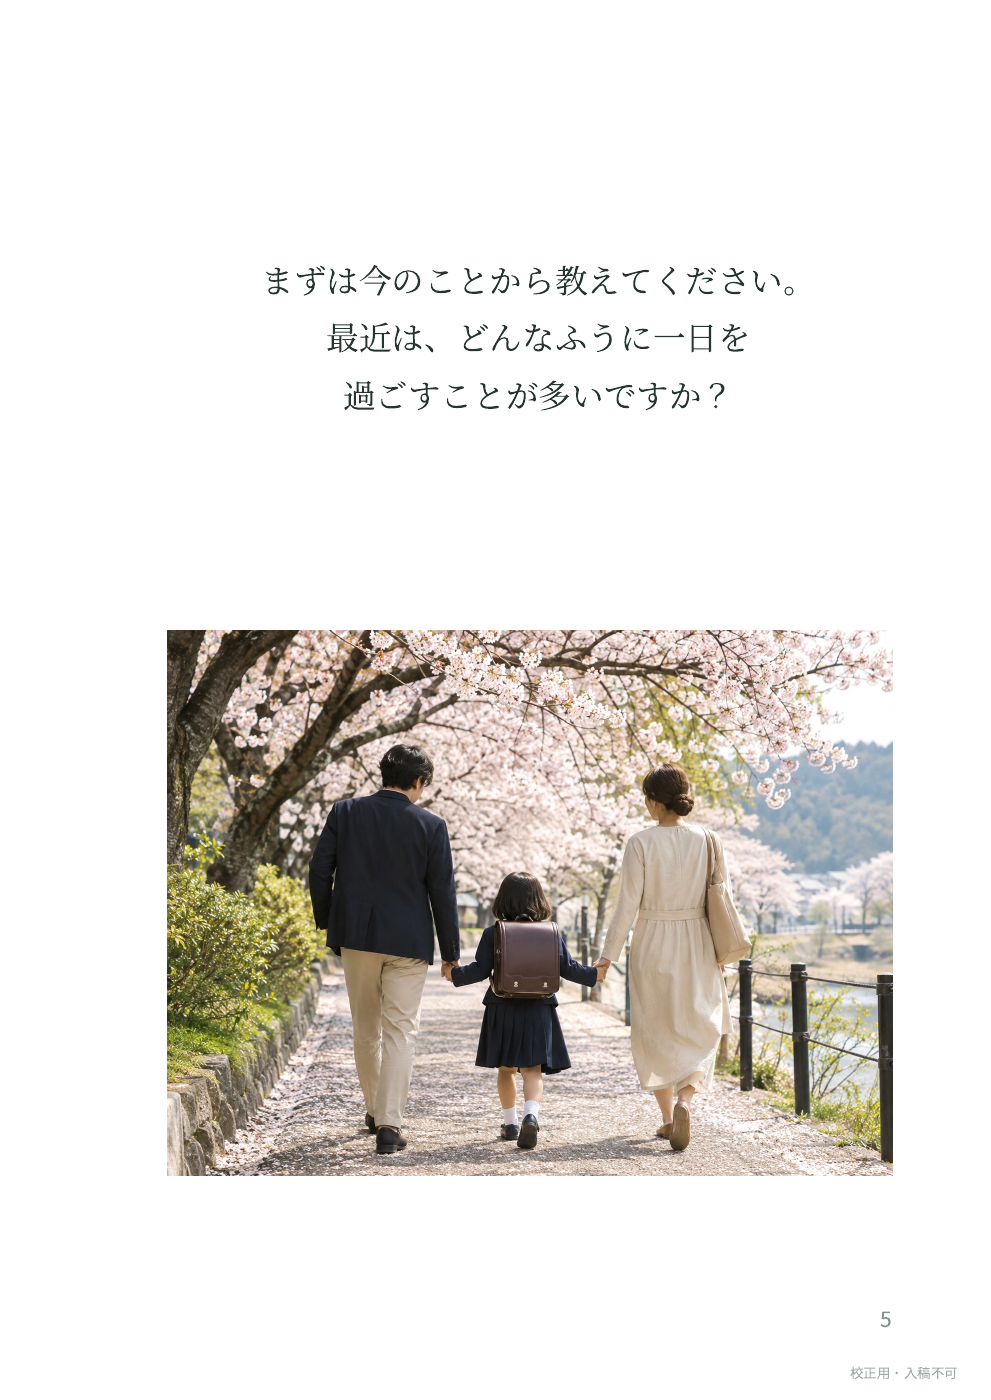 まずは今のことから教えてください。
最近は、どんなふうに一日を
過ごすことが多いですか？
5
校正用・入稿不可